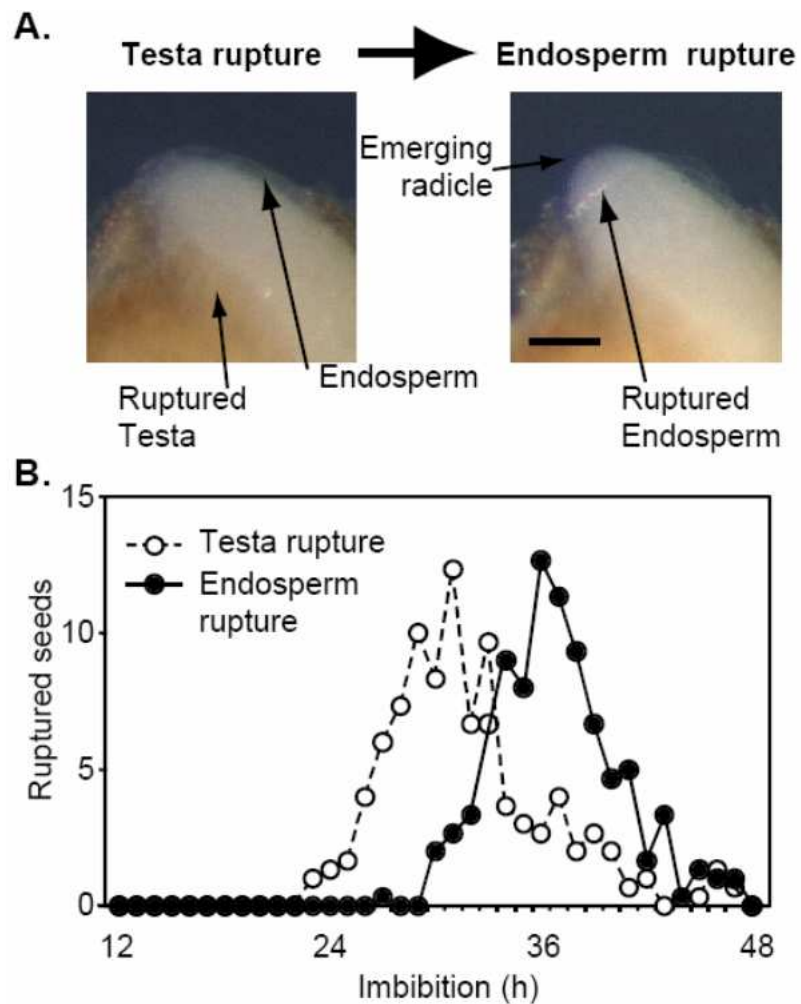 A.
Testa rupture
Endosperm rupture
Emerging
radicle
Endosperm
Ruptured
Testa
Ruptured
Endosperm
B.
15
10
5
0
Testa rupture
Endosperm
rupture
Ruptured seeds
12 24 36 48
Imbibition (h)